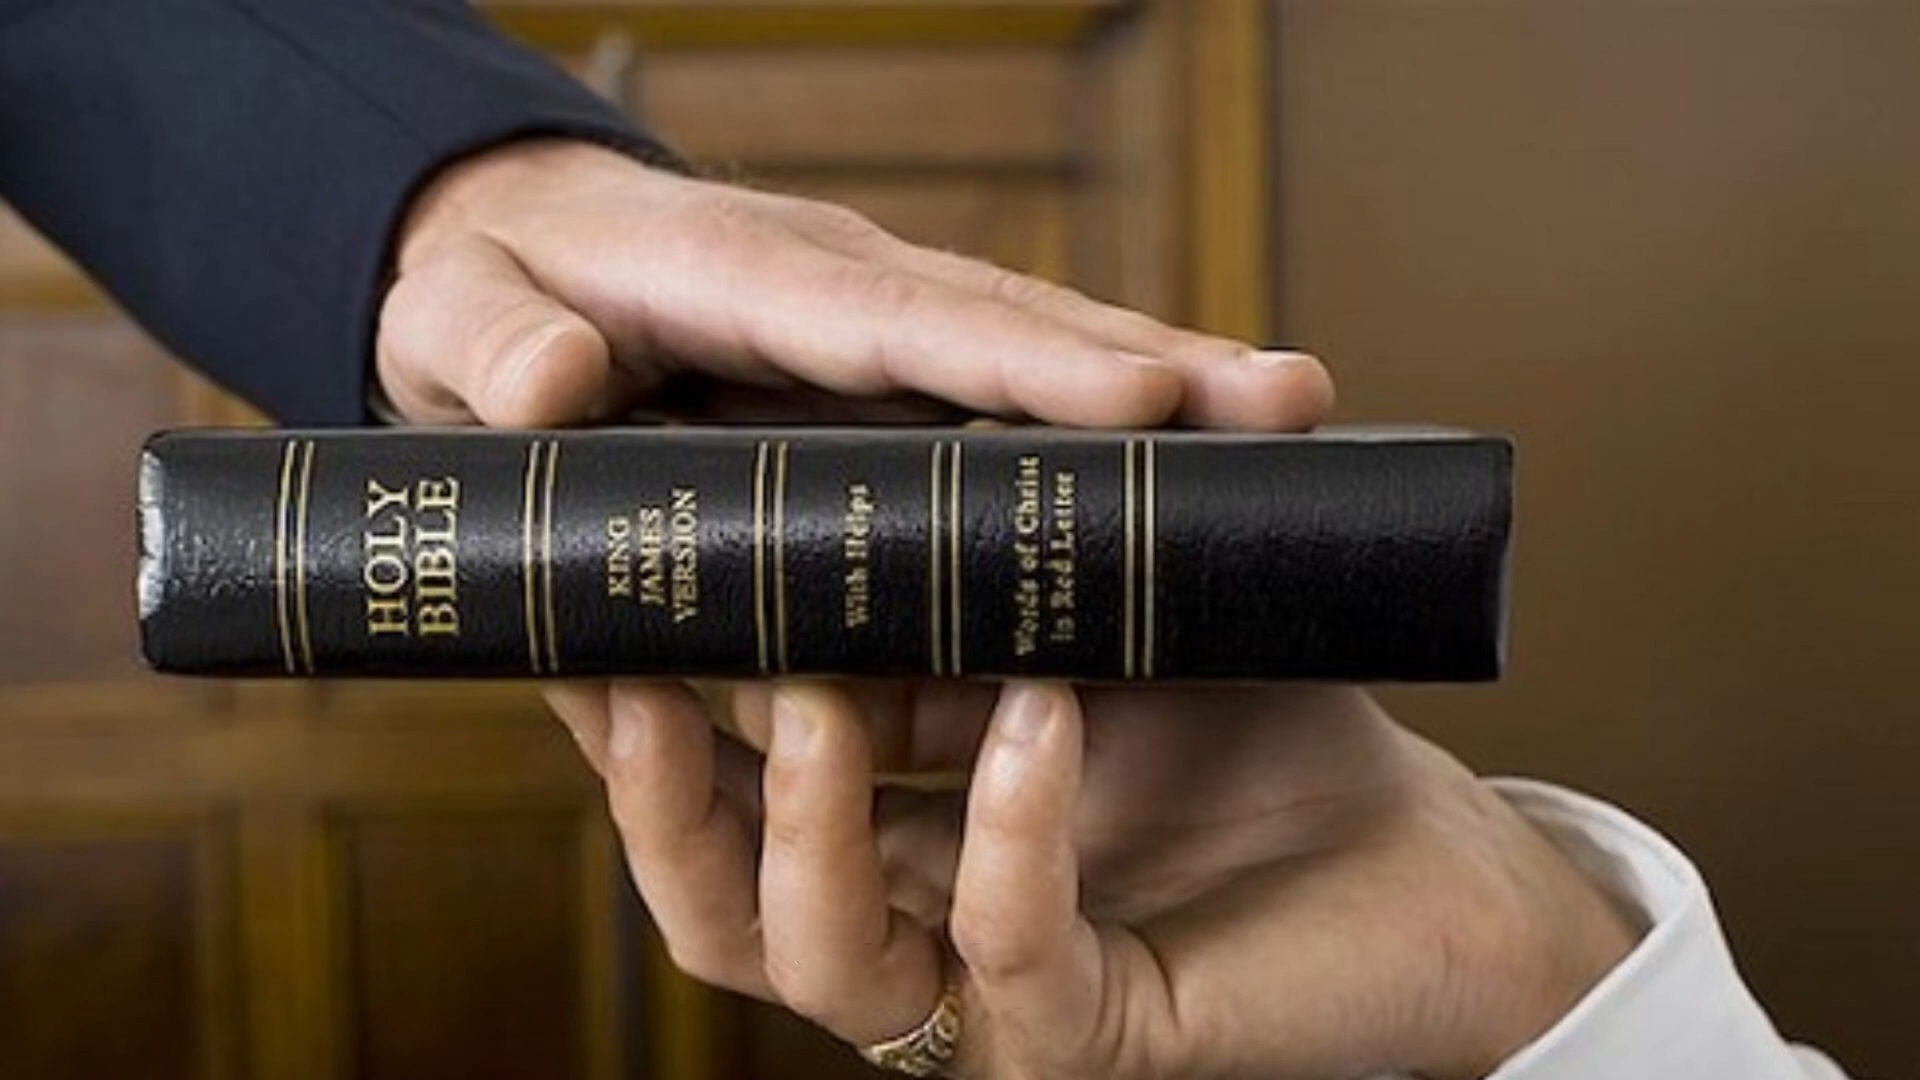 HOLY
BIBLE
KING
JAMES
VERSION
With Helps
Words of Christ
in Red Letter